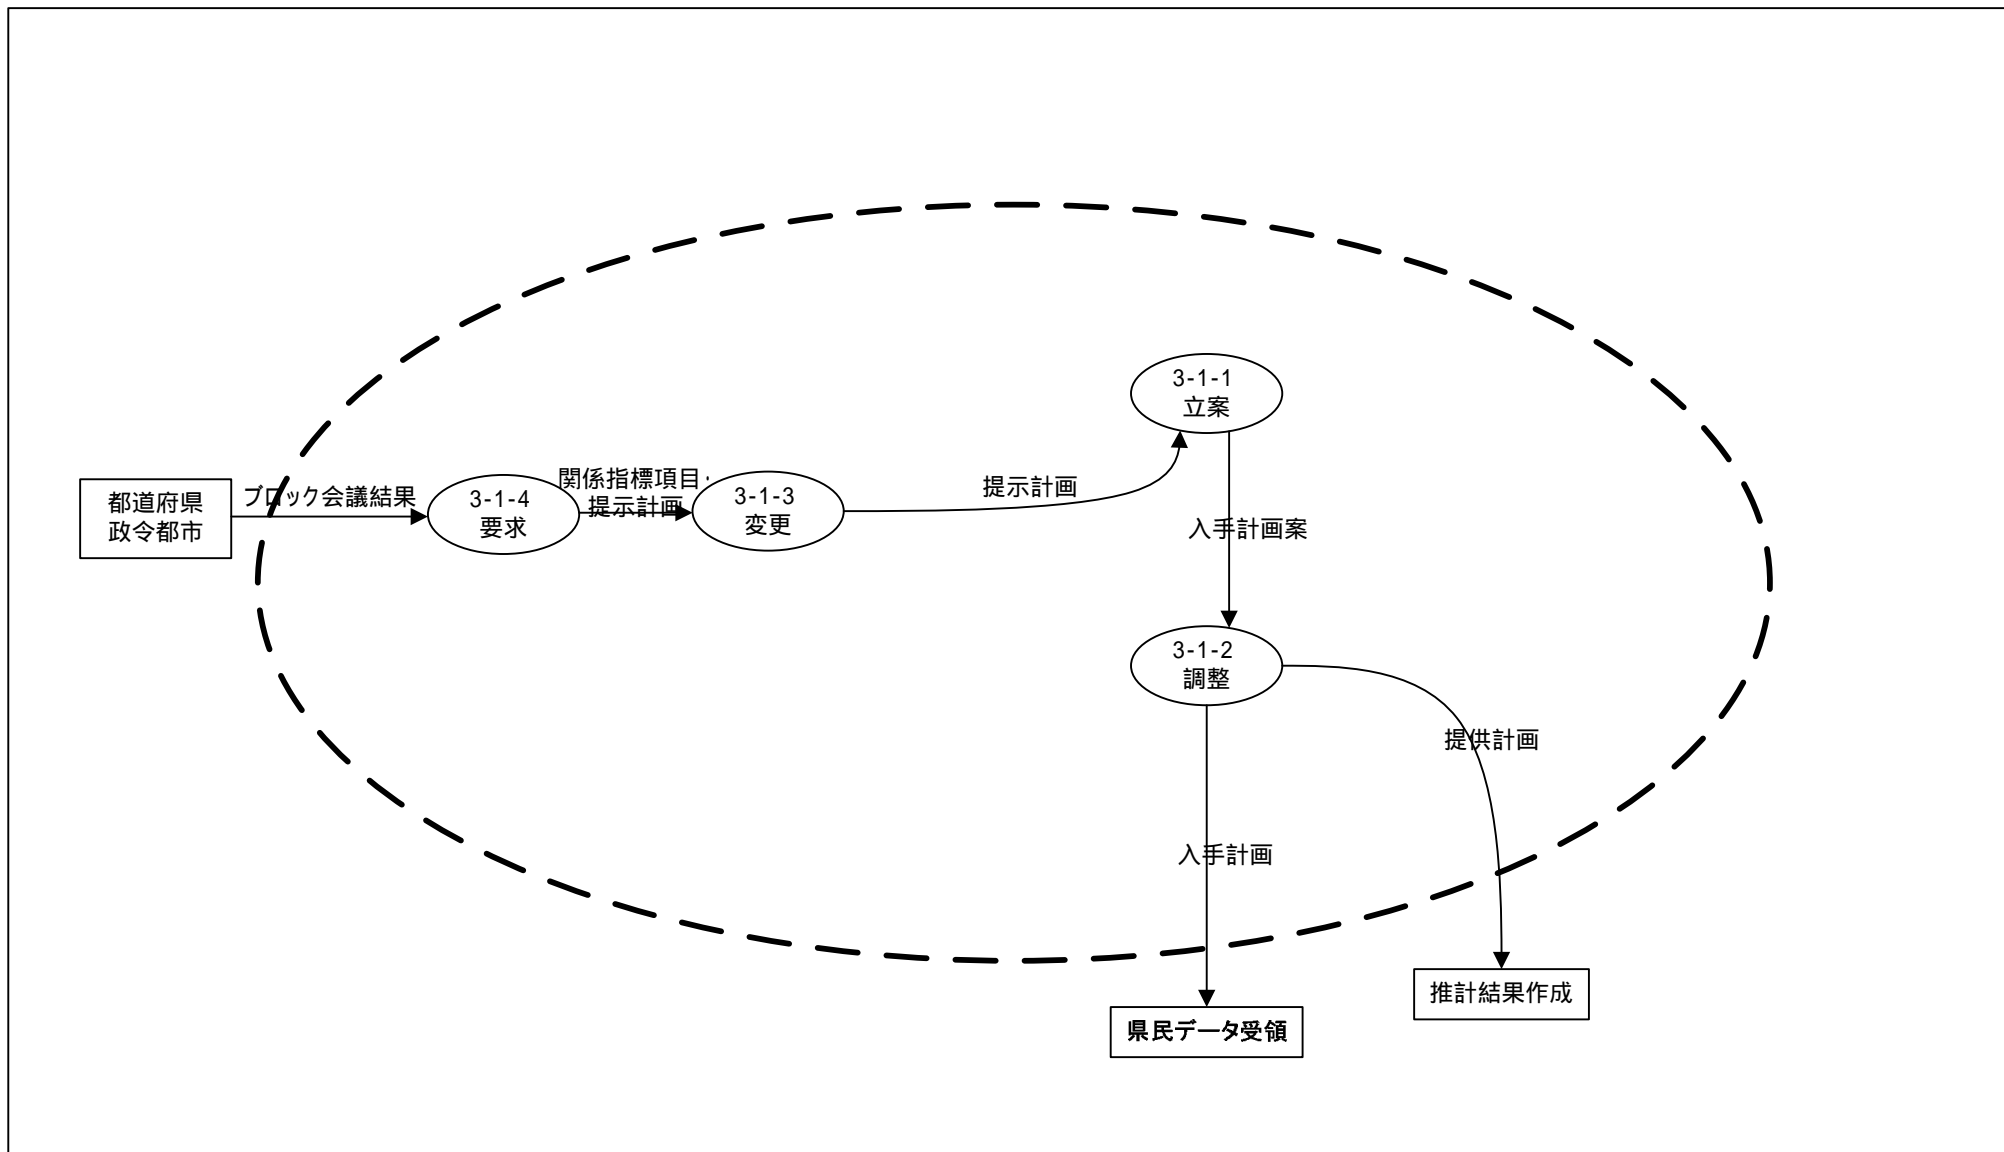 3-1-1
立案
都道府県
政令都市
ブロック会議結果
3-1-4
要求
関係指標項目・
提示計画
3-1-3
変更
提示計画
入手計画案
3-1-2
調整
提供計画
入手計画
推計結果作成
県民データ受領